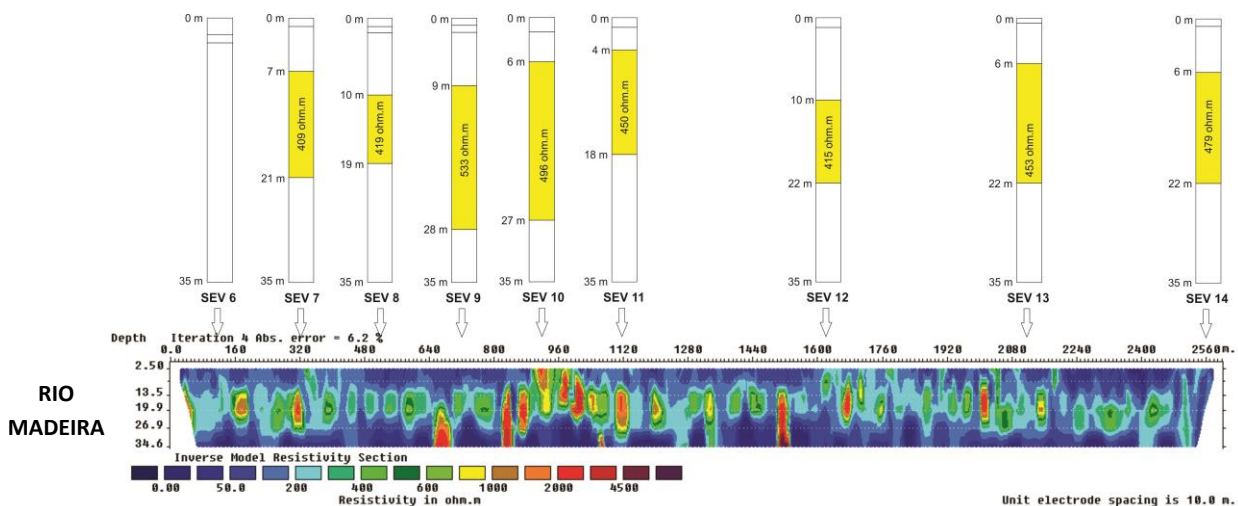 0 m 0 m 0 m 0 m 0 m 0 m 0 m 0 m 0 m
7 m 10 m 9 m 6 m 4 m 10 m 6 m 6 m
409 ohm.m 419 ohm.m 533 ohm.m 496 ohm.m 450 ohm.m 415 ohm.m 453 ohm.m 479 ohm.m
21 m 19 m 28 m 27 m 18 m 22 m 22 m 22 m
35 m 35 m 35 m 35 m 35 m 35 m 35 m 35 m 35 m
SEV 6 SEV 7 SEV 8 SEV 9 SEV 10 SEV 11 SEV 12 SEV 13 SEV 14
Depth Iteration 4 Abs. error = 6.2 %
0.0 160 320 480 640 800 960 1120 1280 1440 1600 1760 1920 2080 2240 2400 2560 m.
2.50
13.5
19.9
26.9
34.6
RIO
MADEIRA
Inverse Model Resistivity Section
0.00 50.0 200 400 600 1000 2000 4500
Resistivity in ohm.m
Unit electrode spacing is 10.0 m.